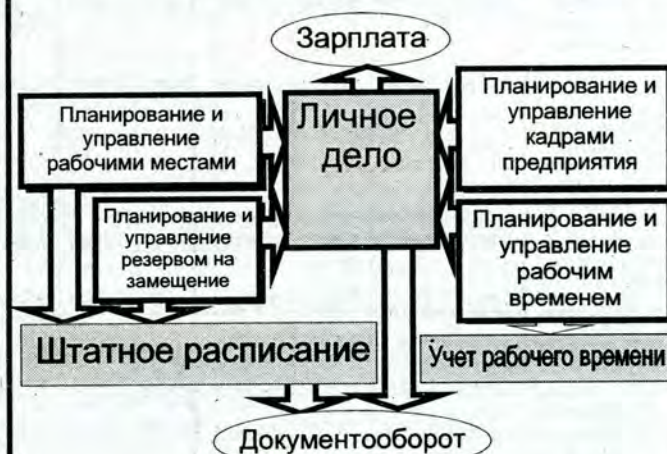 Зарплата
Планирование и
управление
рабочими местами
Личное
дело
Планирование и
управление
кадрами
предприятия
Планирование и
управление
резервом на
замещение
Планирование и
управление
рабочим
временем
Штатное расписание
Учет рабочего времени
Документооборот